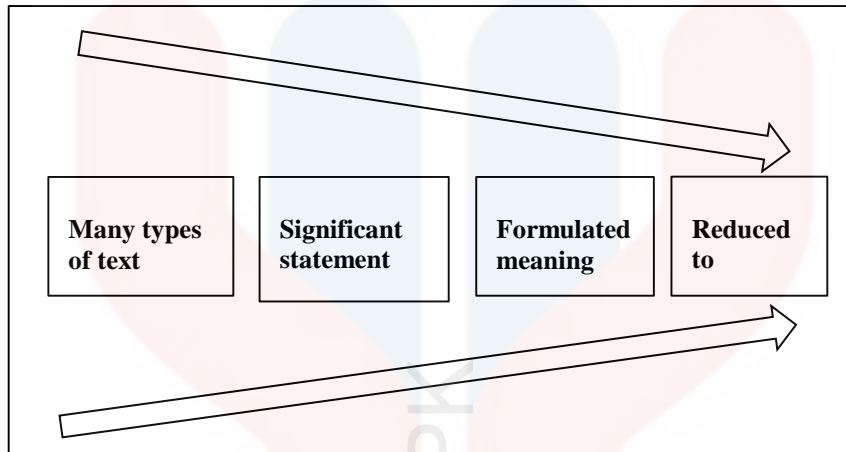 Many types
of text
Significant
statement
Formulated
meaning
Reduced
to